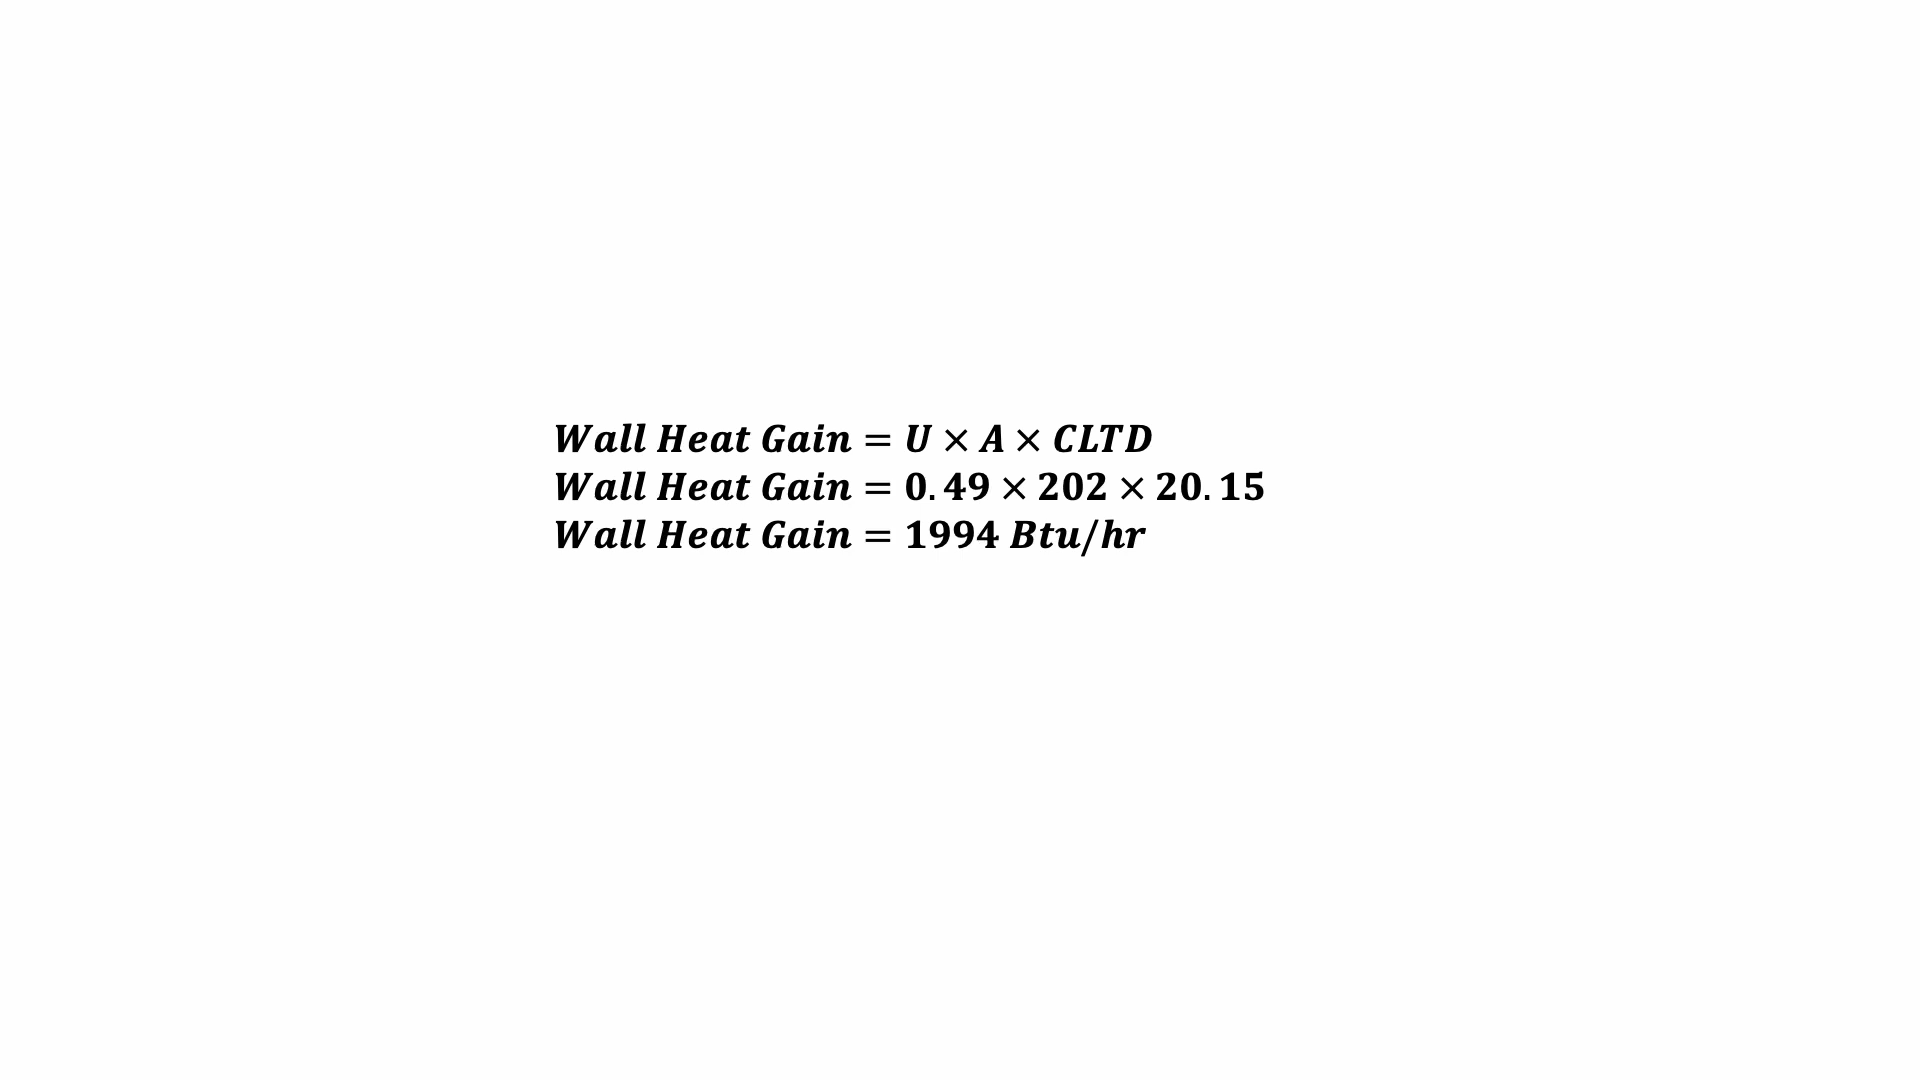 Wall Heat Gain = U × A × CLTD
Wall Heat Gain = 0.49 × 202 × 20.15
Wall Heat Gain = 1994 Btu/hr